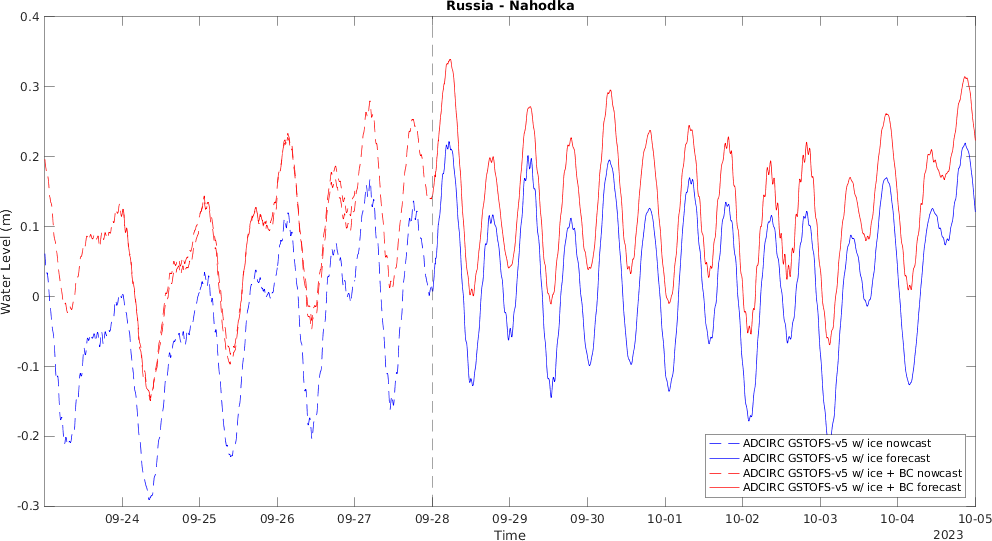 Russia - Nahodka
0.4
0.3
0.2
0.1
0
-0.1
-0.2
-0.3
Water Level (m)
ADCIRC GSTOFS-v5 w/ ice nowcast
ADCIRC GSTOFS-v5 w/ ice forecast
ADCIRC GSTOFS-v5 w/ ice + BC nowcast
ADCIRC GSTOFS-v5 w/ ice + BC forecast
09-24 09-25 09-26 09-27 09-28 09-29 09-30 10-01 10-02 10-03 10-04 10-05
Time
2023